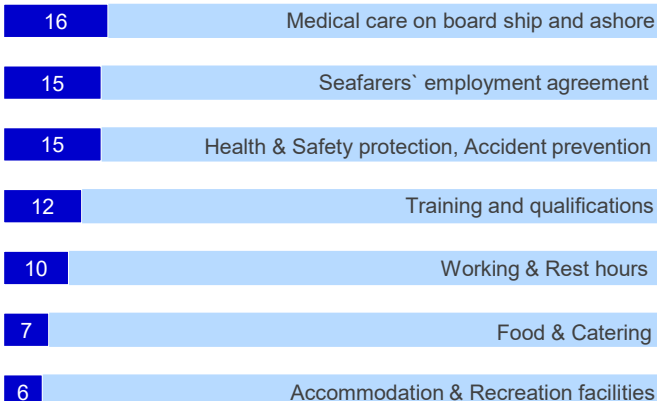 16 Medical care on board ship and ashore
15 Seafarers` employment agreement
15 Health & Safety protection, Accident prevention
12 Training and qualifications
10 Working & Rest hours
7 Food & Catering
6 Accommodation & Recreation facilities